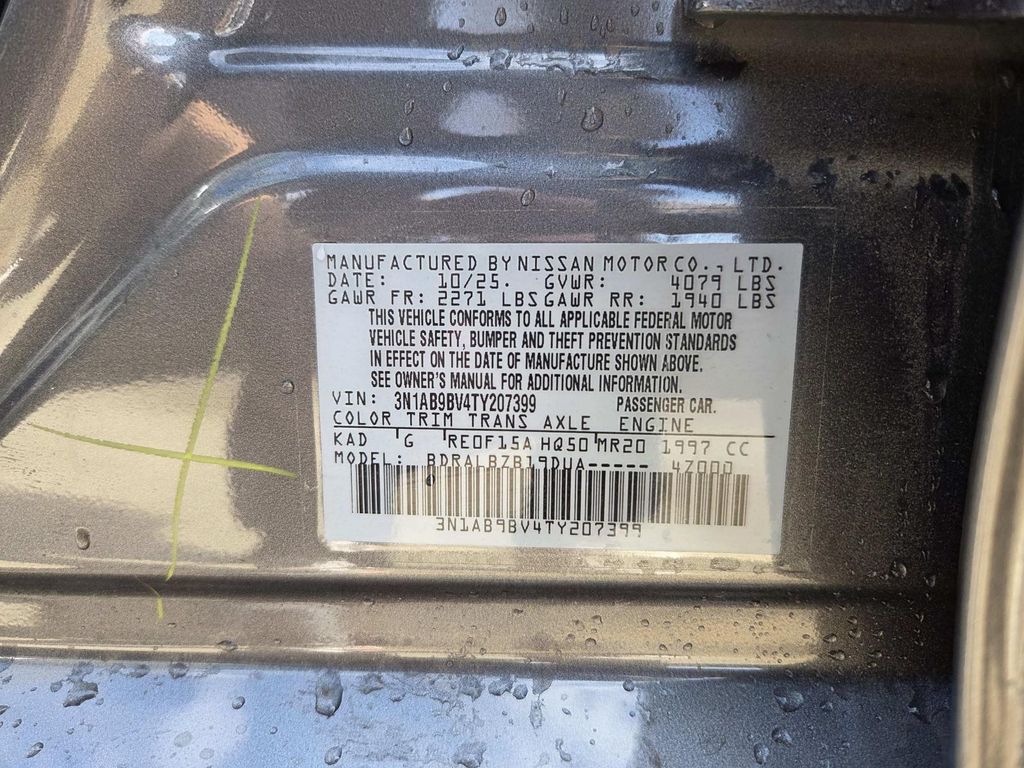 MANUFACTURED BY NISSAN MOTOR CO., LTD.
DATE: 10/25. GVWR: 4079 LBS
GAWR FR: 2271 LBS GAWR RR: 1940 LBS
THIS VEHICLE CONFORMS TO ALL APPLICABLE FEDERAL MOTOR
VEHICLE SAFETY, BUMPER AND THEFT PREVENTION STANDARDS
IN EFFECT ON THE DATE OF MANUFACTURE SHOWN ABOVE.
SEE OWNER'S MANUAL FOR ADDITIONAL INFORMATION.
VIN: 3N1AB9BV4TY207399 PASSENGER CAR.
COLOR TRIM TRANS AXLE ENGINE
KAD G RE0F15A HQ50 MR20 1997 CC
MODEL: BDRALBZB19DUA----- 47000
3N1AB9BV4TY207399